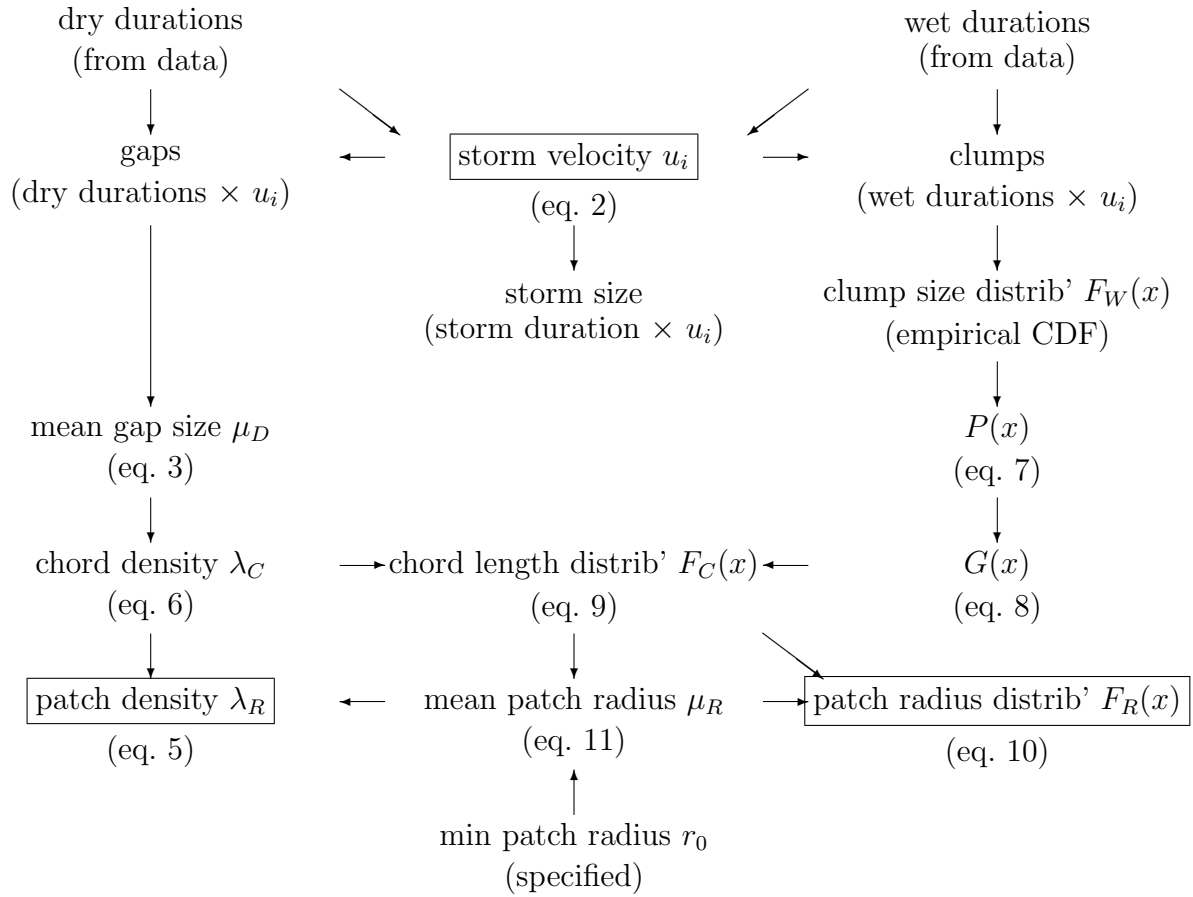 dry durations
(from data)
wet durations
(from data)
gaps
(dry durations × u_i)
storm velocity u_i
(eq. 2)
clumps
(wet durations × u_i)
storm size
(storm duration × u_i)
clump size distrib’ F_W(x)
(empirical CDF)
mean gap size μ_D
(eq. 3)
P(x)
(eq. 7)
chord density λ_C
(eq. 6)
chord length distrib’ F_C(x)
(eq. 9)
G(x)
(eq. 8)
patch density λ_R
(eq. 5)
mean patch radius μ_R
(eq. 11)
patch radius distrib’ F_R(x)
(eq. 10)
min patch radius r_0
(specified)